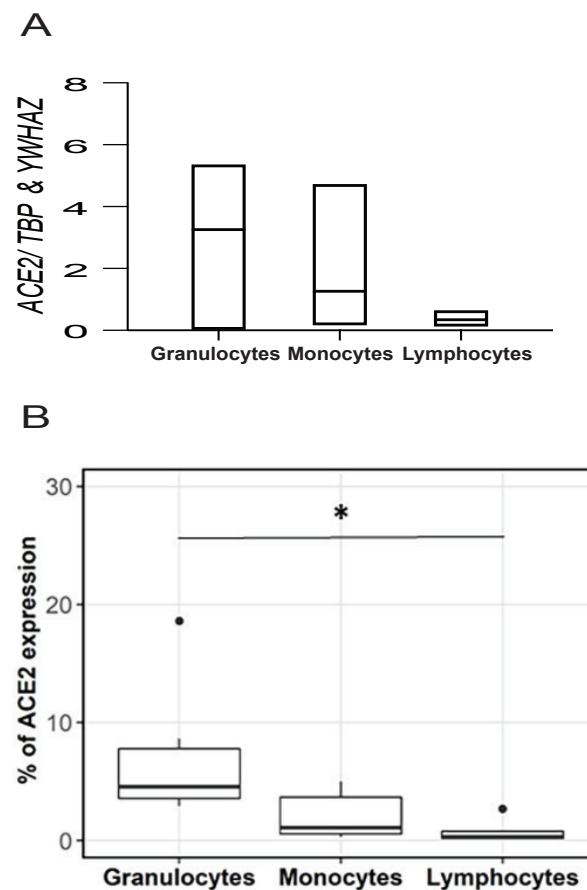 A
ACE2/ TBP & YWHAZ
8
6
4
2
0
Granulocytes Monocytes Lymphocytes
B
% of ACE2 expression
30
20
10
0
*
Granulocytes Monocytes Lymphocytes